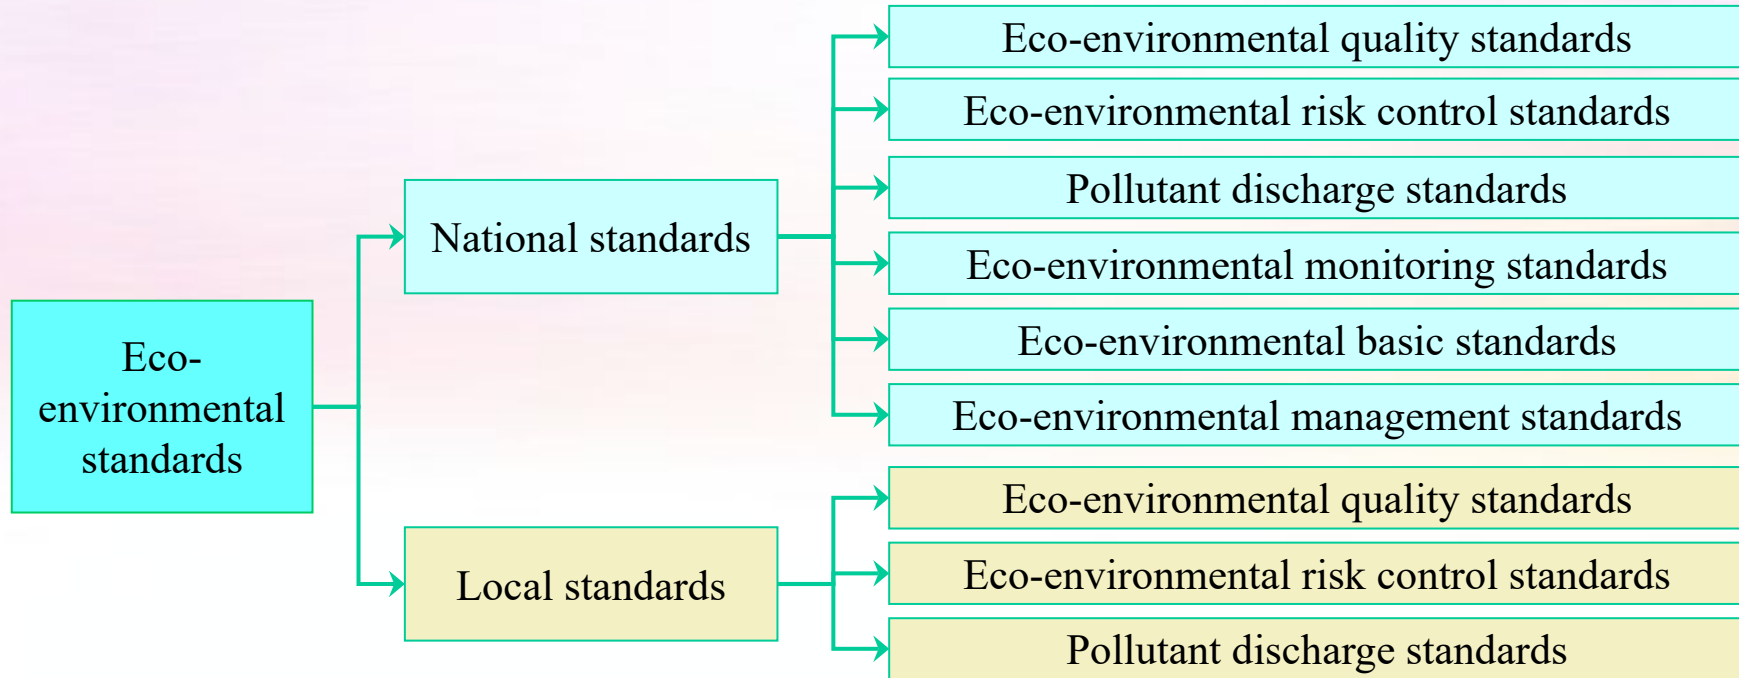 Eco-
environmental
standards
National standards
Eco-environmental quality standards
Eco-environmental risk control standards
Pollutant discharge standards
Eco-environmental monitoring standards
Eco-environmental basic standards
Eco-environmental management standards
Local standards
Eco-environmental quality standards
Eco-environmental risk control standards
Pollutant discharge standards